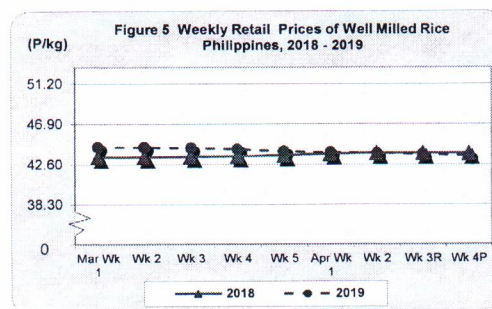 Figure 5 Weekly Retail Prices of Well Milled Rice
Philippines, 2018 - 2019
(P/kg)
51.20
46.90
42.60
38.30
0
Mar Wk 1 Wk 2 Wk 3 Wk 4 Wk 5 Apr Wk 1 Wk 2 Wk 3R Wk 4P
2018 2019